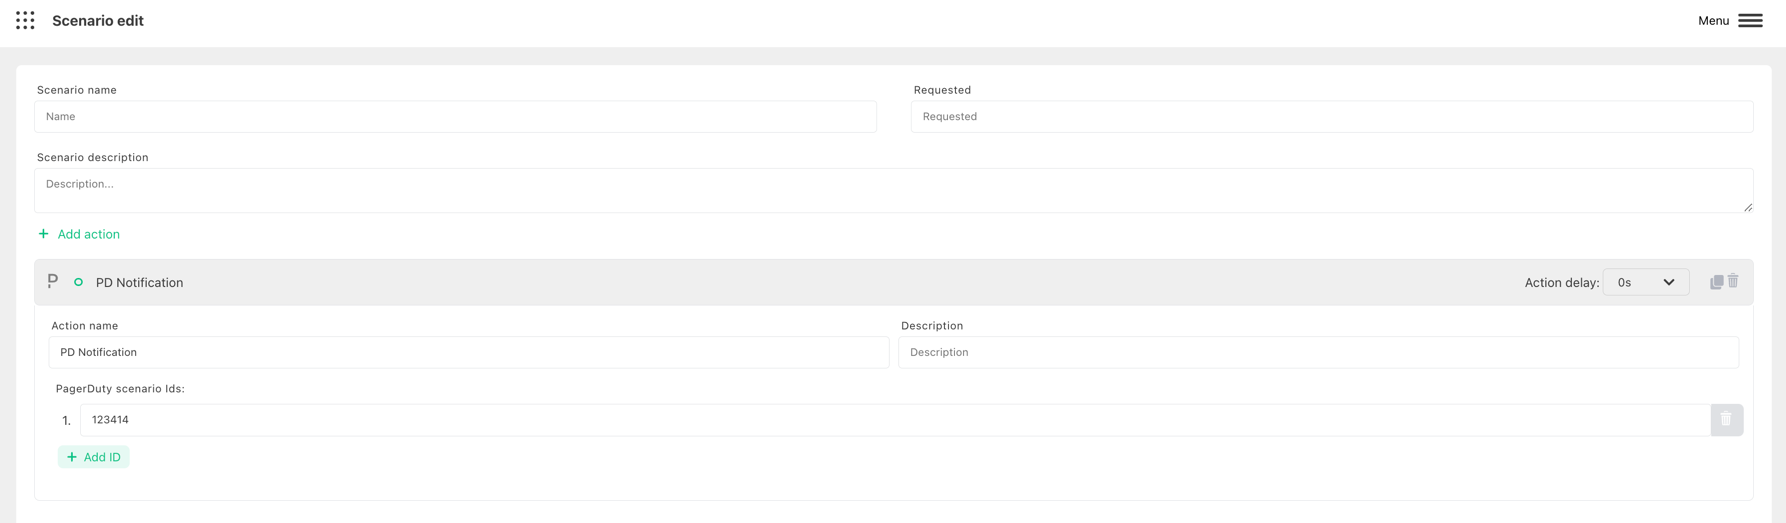 Scenario edit
Menu
Scenario name
Requested
Name
Requested
Scenario description
Description...
+ Add action
PD Notification
Action delay: 0s
Action name
Description
PD Notification
Description
PagerDuty scenario Ids:
1. 123414
+ Add ID